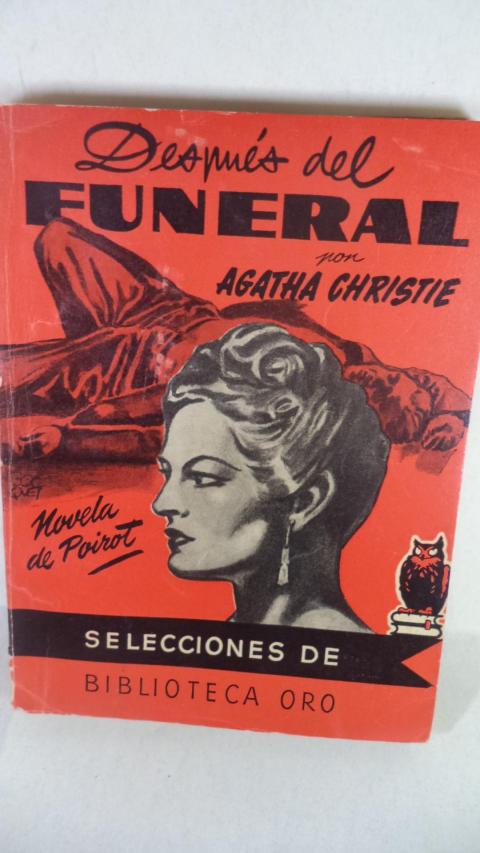 Después del
FUNERAL
por
AGATHA CHRISTIE
Novela
de Poirot
SELECCIONES DE
BIBLIOTECA ORO